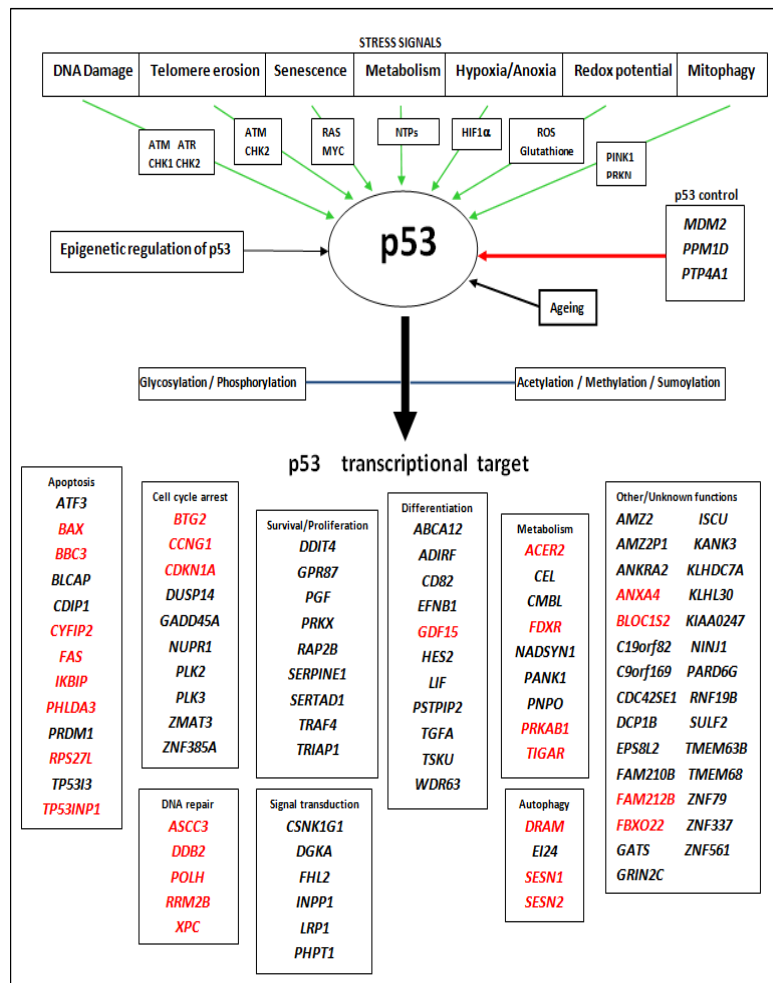 STRESS SIGNALS
DNA Damage Telomere erosion Senescence Metabolism Hypoxia/Anoxia Redox potential Mitophagy
ATM ATR
CHK1 CHK2
ATM
CHK2
RAS
MYC
NTPs
HIF1α
ROS
Glutathione
PINK1
PRKN
p53 control
MDM2
PPM1D
PTP4A1
Epigenetic regulation of p53
p53
Ageing
Glycosylation / Phosphorylation
Acetylation / Methylation / Sumoylation
p53 transcriptional target
Apoptosis
ATF3
BAX
BBC3
BLCAP
CDIP1
CYFIP2
FAS
IKBIP
PHLDA3
PRDM1
RPS27L
TP53I3
TP53INP1
Cell cycle arrest
BTG2
CCNG1
CDKN1A
DUSP14
GADD45A
NUPR1
PLK2
PLK3
ZMAT3
ZNF385A
Survival/Proliferation
DDIT4
GPR87
PGF
PRKX
RAP2B
SERPINE1
SERTAD1
TRAF4
TRIAP1
Differentiation
ABCA12
ADIRF
CD82
EFNB1
GDF15
HES2
LIF
PSTPIP2
TGFA
TSKU
WDR63
Metabolism
ACER2
CEL
CMBL
FDXR
NADSYN1
PANK1
PNPO
PRKAB1
TIGAR
Other/Unknown functions
AMZ2 ISCU
AMZ2P1 KANK3
ANKRA2 KLHDC7A
ANXA4 KLHL30
BLOC1S2 KIAA0247
C19orf82 NINJ1
C9orf169 PARD6G
CDC42SE1 RNF19B
DCP1B SULF2
EPS8L2 TMEM63B
FAM210B TMEM68
FAM212B ZNF79
FBXO22 ZNF337
GATS ZNF561
GRIN2C
DNA repair
ASCC3
DDB2
POLH
RRM2B
XPC
Signal transduction
CSNK1G1
DGKA
FHL2
INPP1
LRP1
PHPT1
Autophagy
DRAM
EI24
SESN1
SESN2